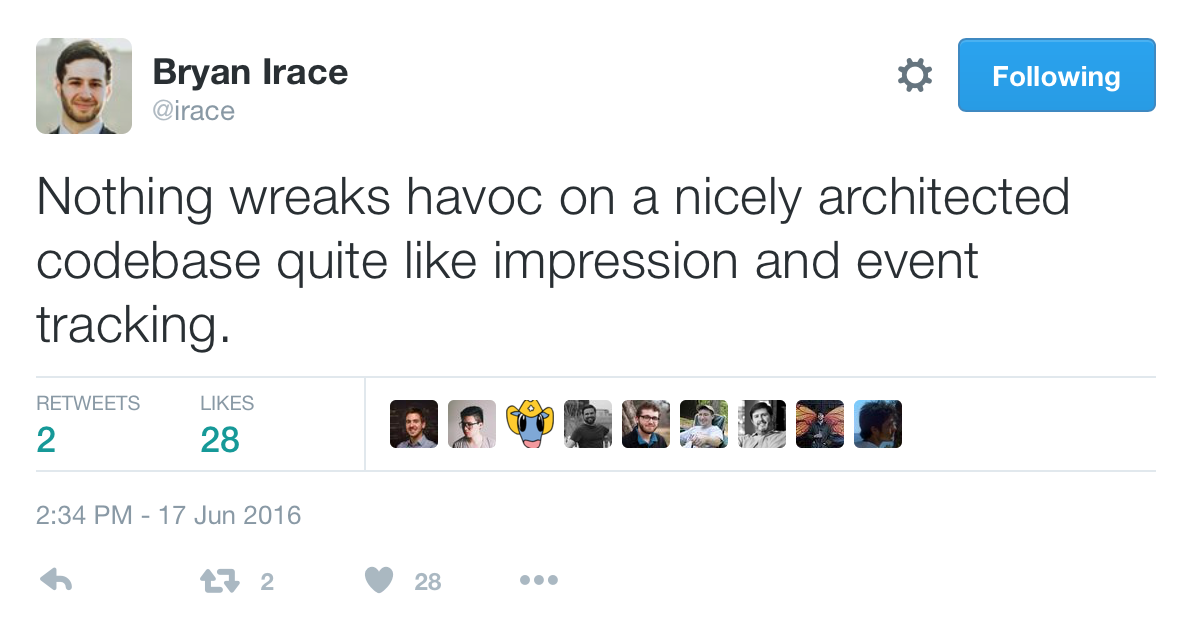 Bryan Irace
@irace
Following
Nothing wreaks havoc on a nicely architected
codebase quite like impression and event
tracking.
RETWEETS LIKES
2 28
2:34 PM - 17 Jun 2016
2 28